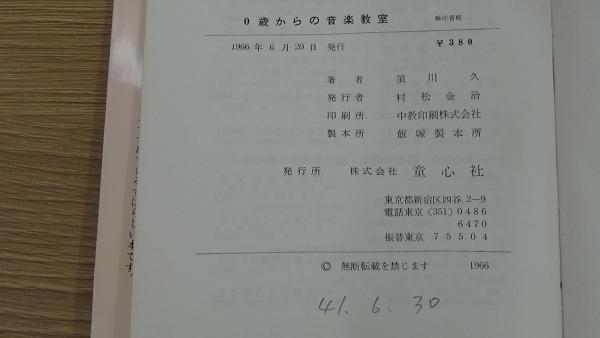 0歳からの音楽教室 検印省略
1966年6月20日 発行 ¥380
著者 須川久
発行者 村松金治
印刷所 中教印刷株式会社
製本所 飯塚製本所
発行所 株式会社 童心社
東京都新宿区四谷2―9
電話東京(351)0486
6470
振替東京 75504
© 無断転載を禁じます 1966
41. 6. 30